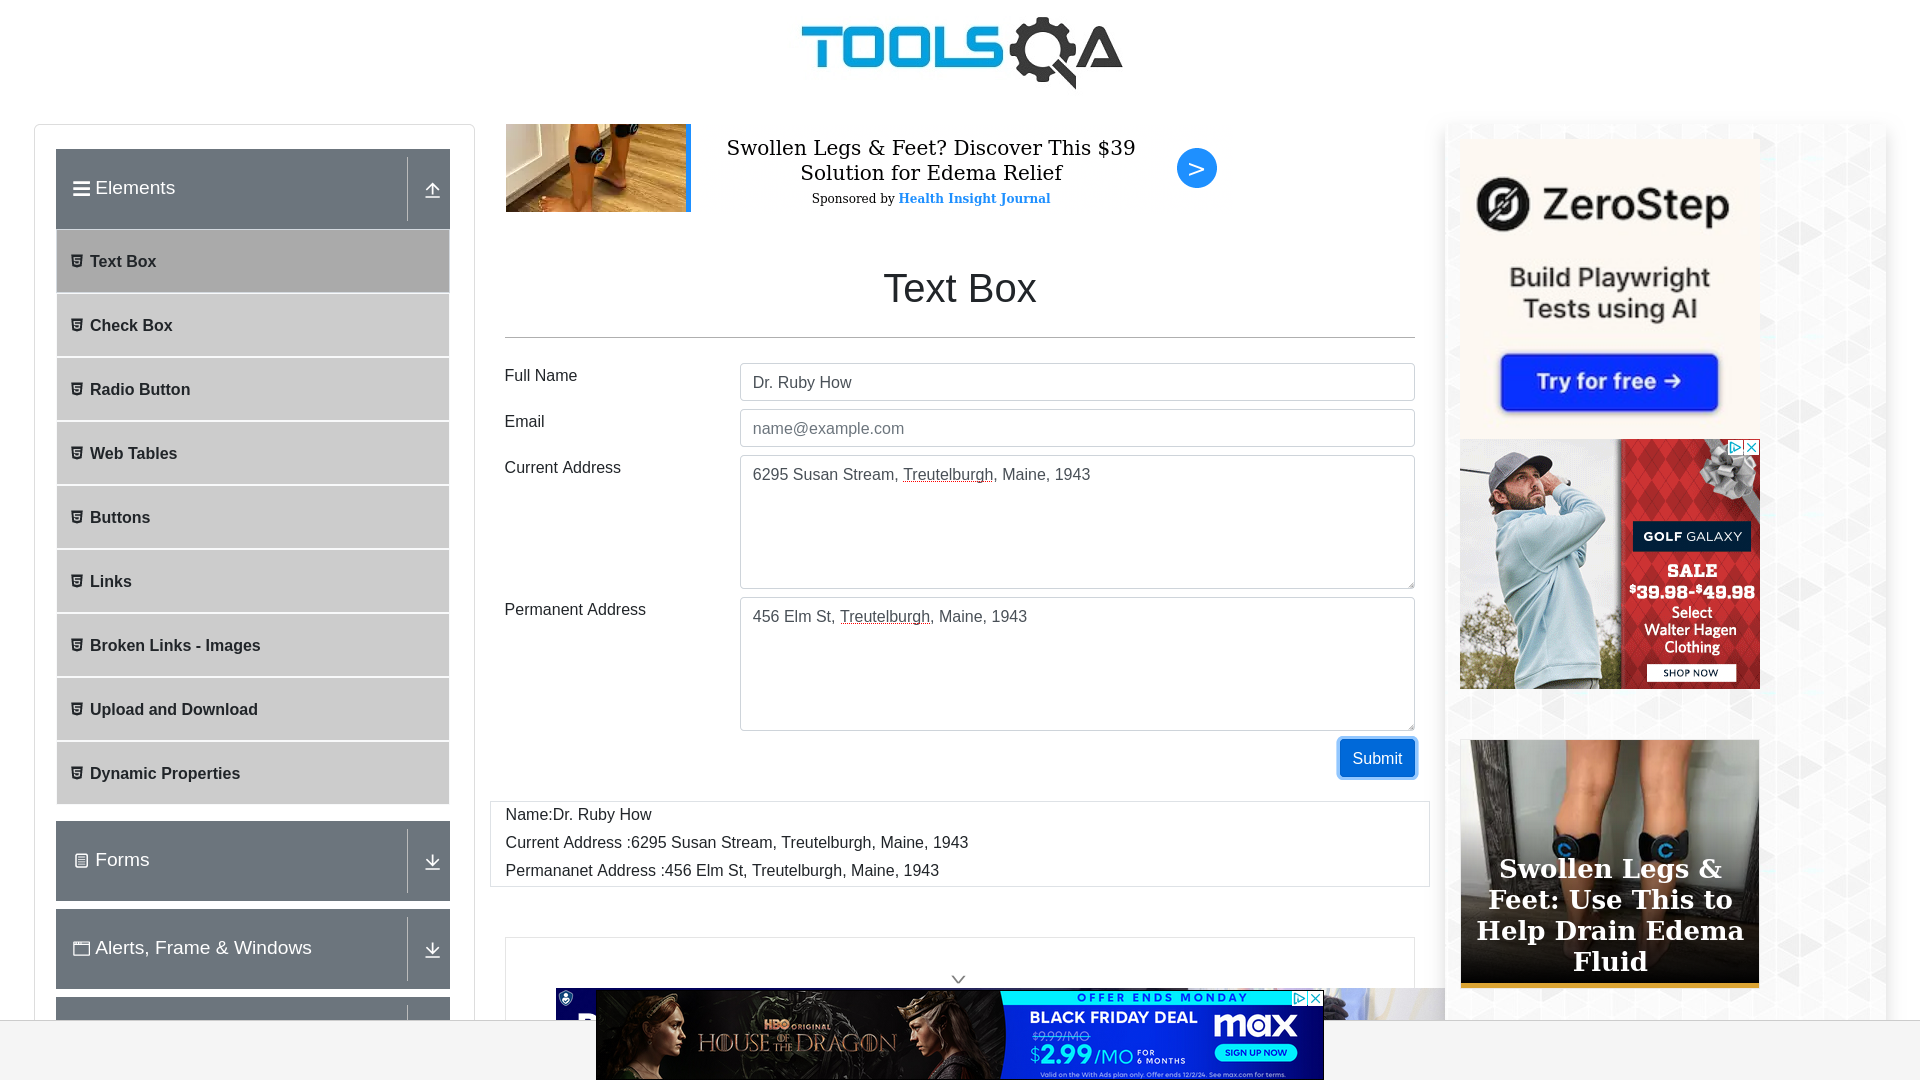 TOOLSQA
Elements
Text Box
Check Box
Radio Button
Web Tables
Buttons
Links
Broken Links - Images
Upload and Download
Dynamic Properties
Forms
Alerts, Frame & Windows
Swollen Legs & Feet? Discover This $39
Solution for Edema Relief
Sponsored by Health Insight Journal
>
Text Box
Full Name
Dr. Ruby How
Email
name@example.com
Current Address
6295 Susan Stream, Treutelburgh, Maine, 1943
Permanent Address
456 Elm St, Treutelburgh, Maine, 1943
Submit
Name:Dr. Ruby How
Current Address :6295 Susan Stream, Treutelburgh, Maine, 1943
Permananet Address :456 Elm St, Treutelburgh, Maine, 1943
ZeroStep
Build Playwright
Tests using AI
Try for free →
GOLF GALAXY
SALE
$39.98-$49.98
Select
Walter Hagen
Clothing
SHOP NOW
Swollen Legs &
Feet: Use This to
Help Drain Edema
Fluid
HBO ORIGINAL
HOUSE OF THE DRAGON
OFFER ENDS MONDAY
BLACK FRIDAY DEAL
$9.99/MO
$2.99/MO FOR
6 MONTHS
max
SIGN UP NOW
Valid on the With Ads plan only. Offer ends 12/2/24. See max.com for terms.